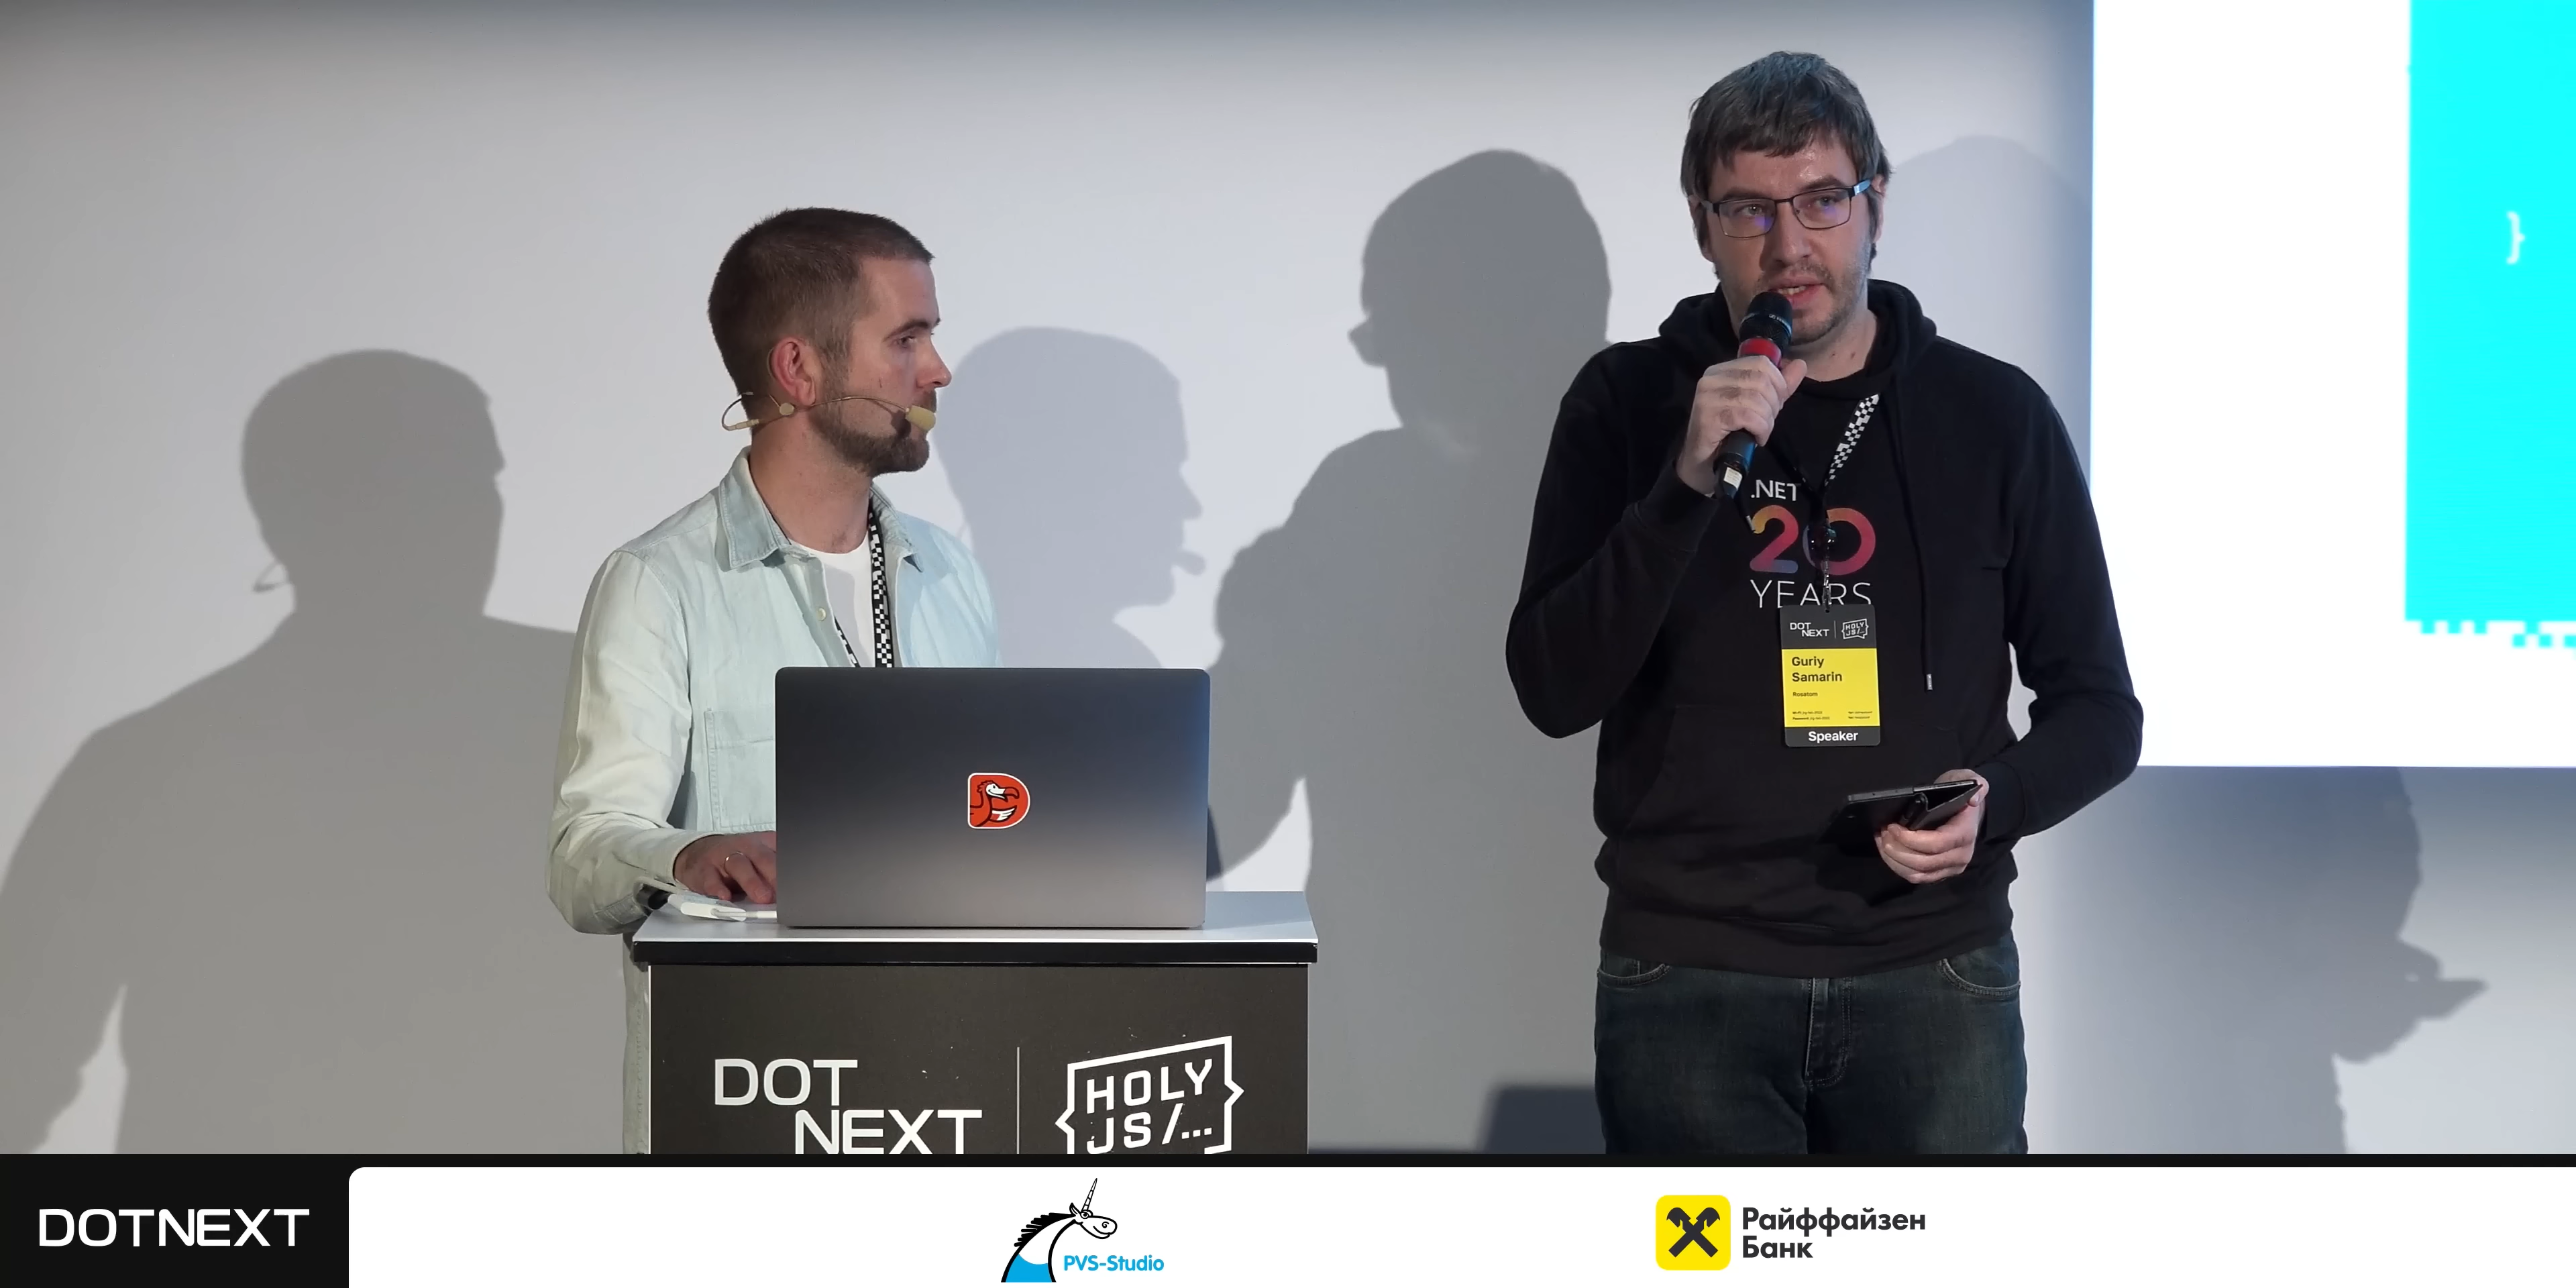 }
.NET
20
YEARS
DOT
NEXT
HOLY
JS/...
Guriy
Samarin
Rosatom
Speaker
DOT
NEXT
HOLY
JS/...
DOTNEXT
PVS-Studio
Райффайзен
Банк